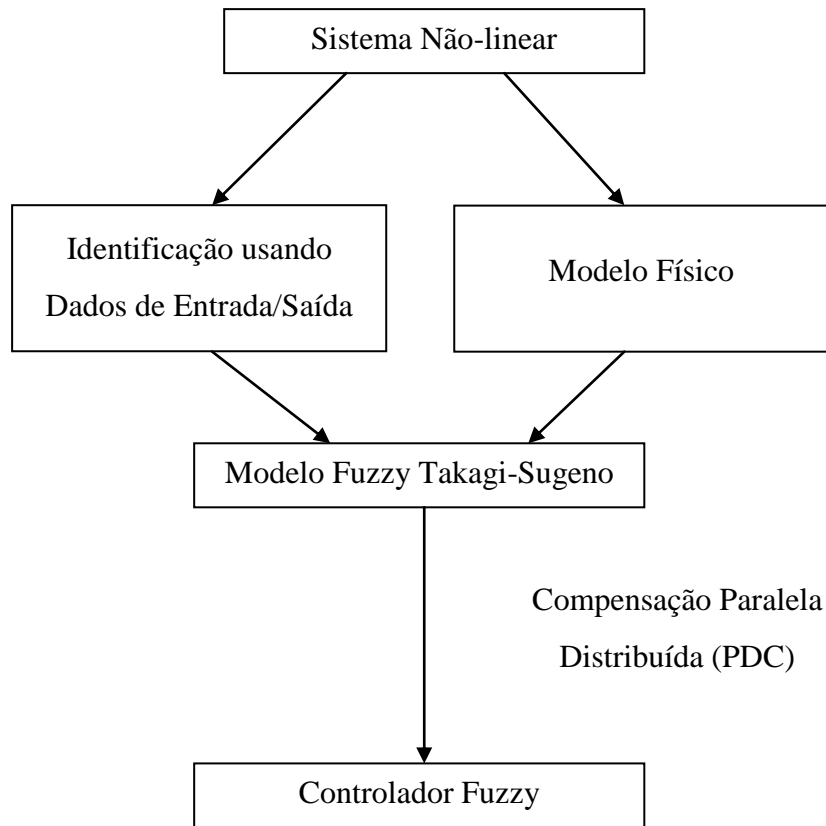 Sistema Não-linear
Identificação usando
Dados de Entrada/Saída
Modelo Físico
Modelo Fuzzy Takagi-Sugeno
Compensação Paralela
Distribuída (PDC)
Controlador Fuzzy